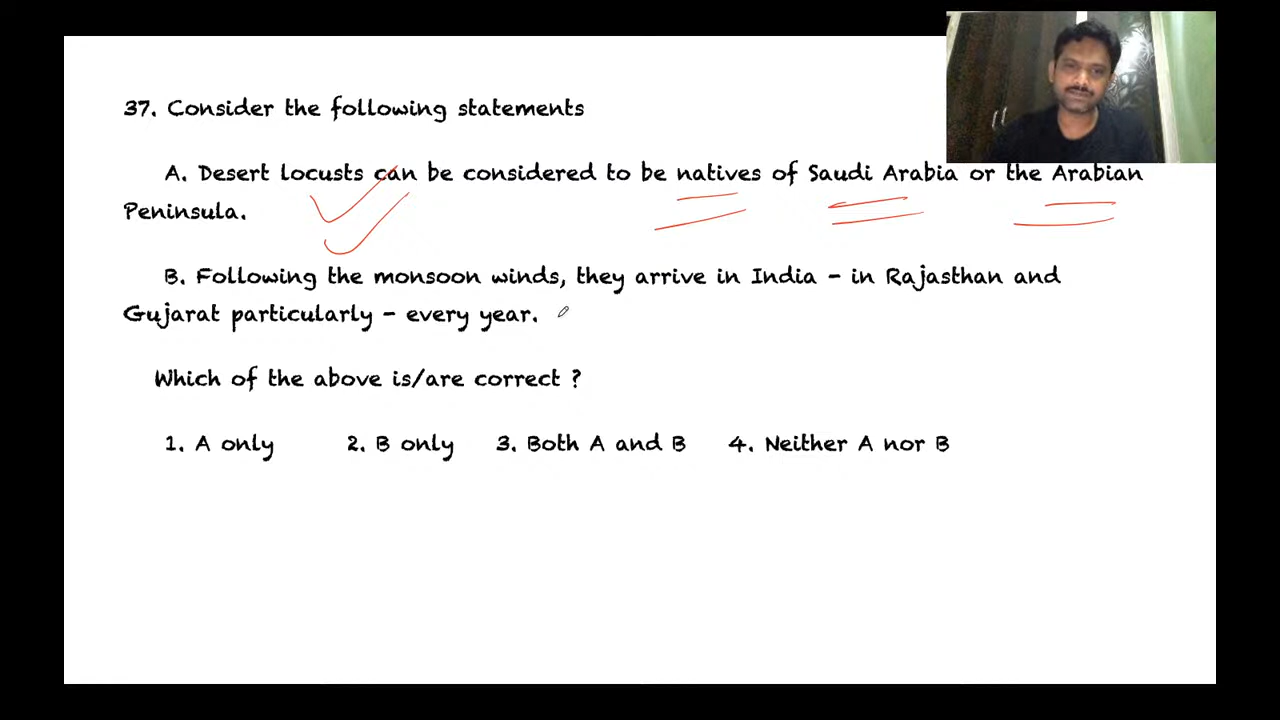 37. Consider the following statements
A. Desert locusts can be considered to be natives of Saudi Arabia or the Arabian
Peninsula.
B. Following the monsoon winds, they arrive in India - in Rajasthan and
Gujarat particularly - every year.
Which of the above is/are correct ?
1. A only 2. B only 3. Both A and B 4. Neither A nor B